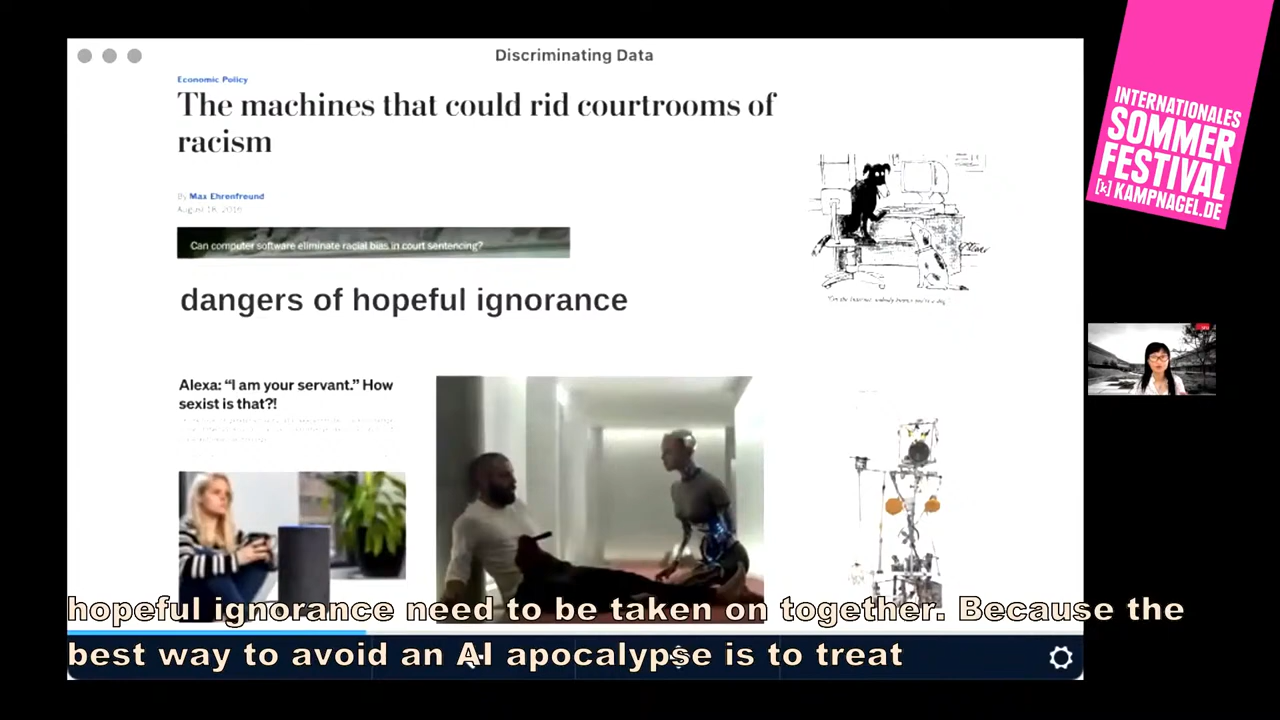 Discriminating Data
Economic Policy
The machines that could rid courtrooms of
racism
By Max Ehrenfreund
August 18, 2016
Can computer software eliminate racial bias in court sentencing?
dangers of hopeful ignorance
Alexa: “I am your servant.” How
sexist is that?!
hopeful ignorance need to be taken on together. Because the
best way to avoid an AI apocalypse is to treat
INTERNATIONALES
SOMMER
FESTIVAL
[k] KAMPNAGEL.DE